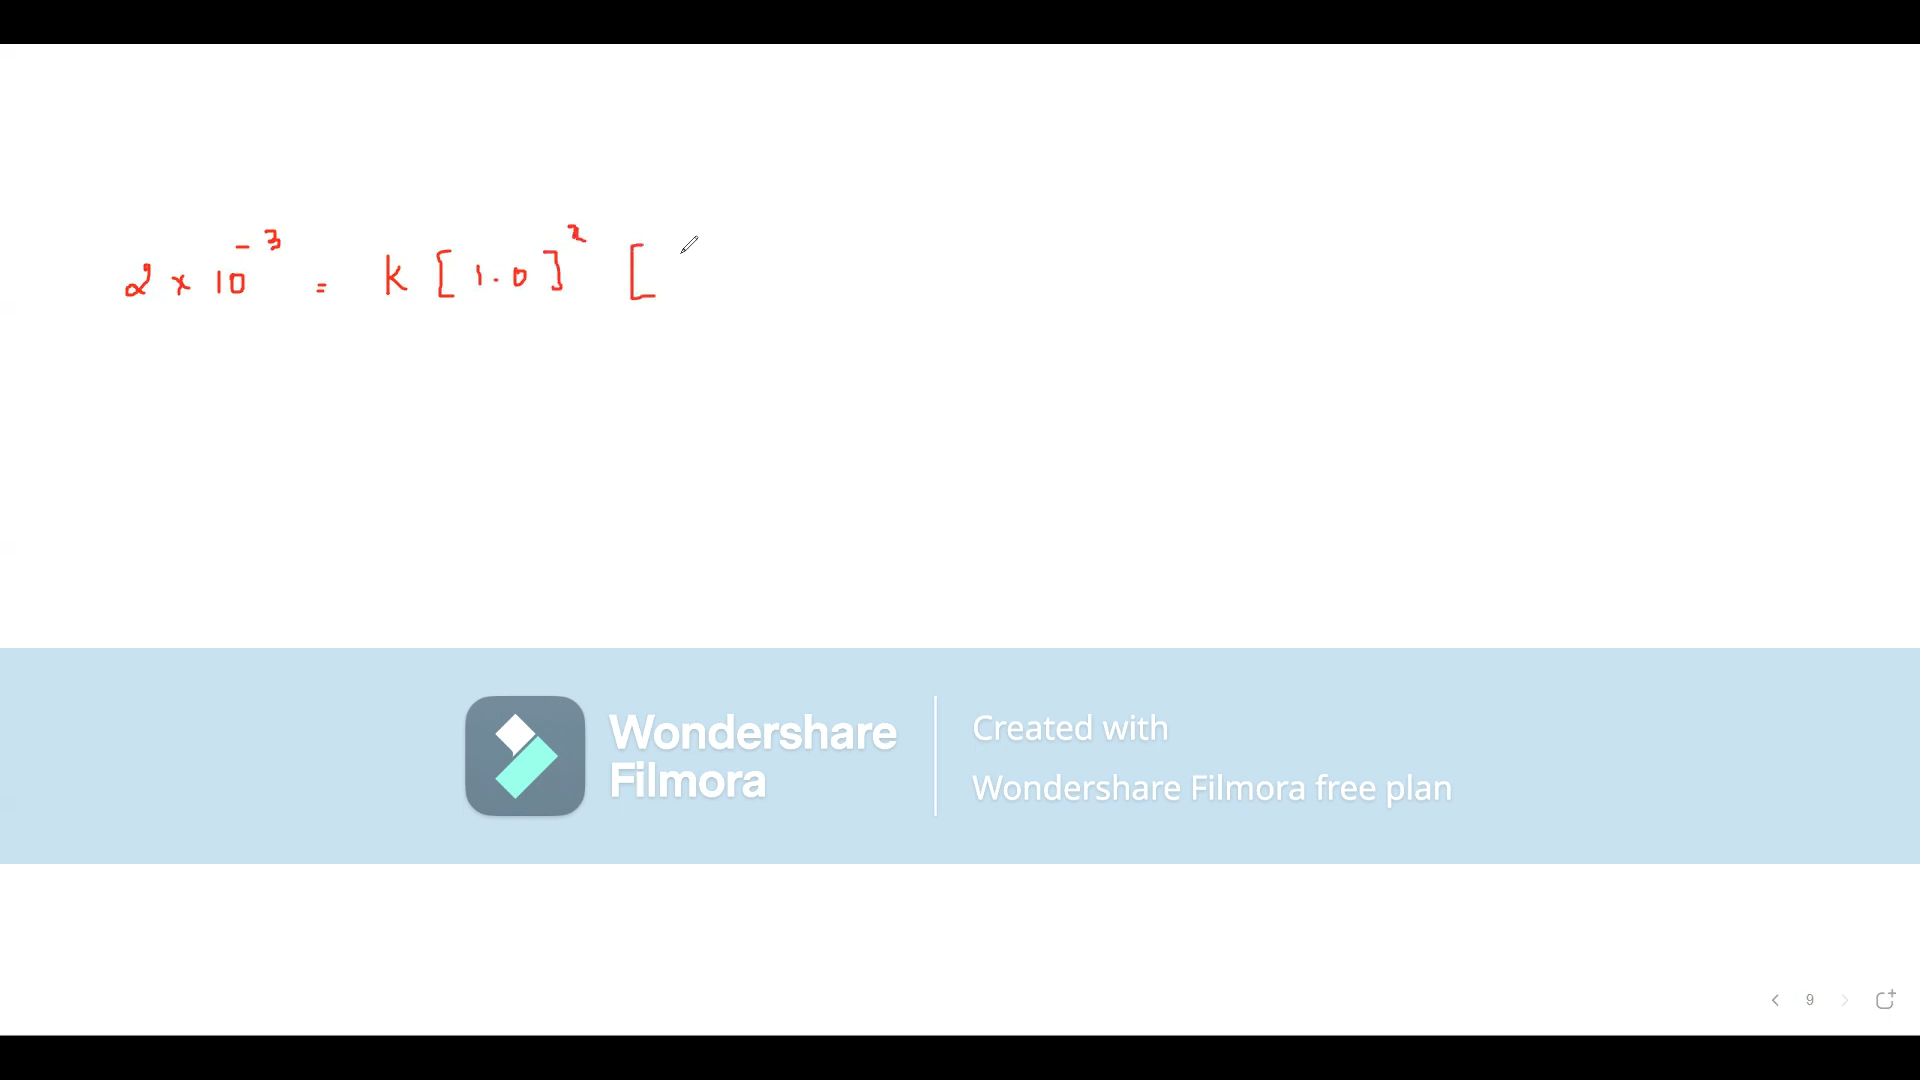 2 × 10⁻³ = K [1.0]² [
Wondershare
Filmora
Created with
Wondershare Filmora free plan
9